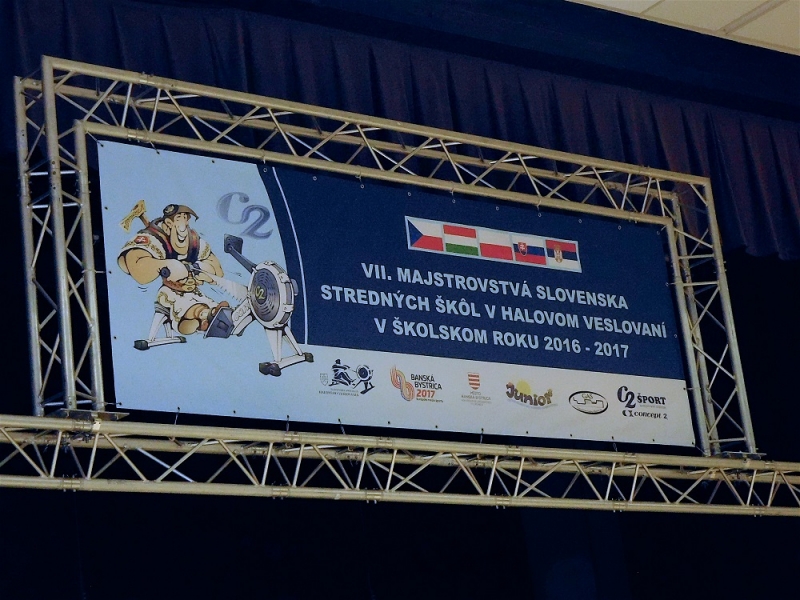 C2
VII. MAJSTROVSTVÁ SLOVENSKA
STREDNÝCH ŠKÔL V HALOVOM VESLOVANÍ
V ŠKOLSKOM ROKU 2016 - 2017
C2
BANSKÁ
BYSTRICA
2017
Junior
C2 ŠPORT
CONCEPT 2